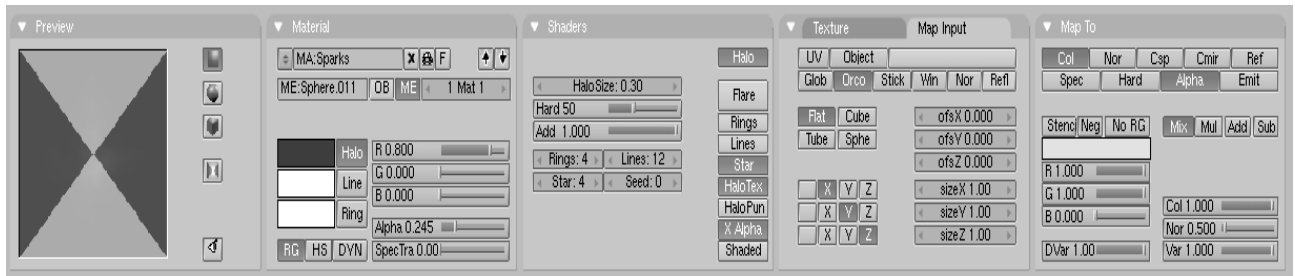 Preview
Material
MA:Sparks X F
ME:Sphere.011 OB ME 1 Mat 1
Halo
Line
Ring
R 0.800
G 0.000
B 0.000
Alpha 0.245
RG HS DYN SpecTra 0.00
Shaders
HaloSize: 0.30
Hard 50
Add 1.000
Rings: 4 Lines: 12
Star: 4 Seed: 0
Halo
Flare
Rings
Lines
Star
HaloTex
HaloPun
X Alpha
Shaded
Texture Map Input
UV Object
Glob Orco Stick Win Nor Refl
Flat Cube
Tube Sphe
ofsX 0.000
ofsY 0.000
ofsZ 0.000
X Y Z
X Y Z
X Y Z
sizeX 1.00
sizeY 1.00
sizeZ 1.00
Map To
Col Nor Csp Cmir Ref
Spec Hard Alpha Emit
Stenci Neg No RG
Mix Mul Add Sub
R 1.000
G 1.000
B 0.000
DVar 1.00
Col 1.000
Nor 0.500
Var 1.000